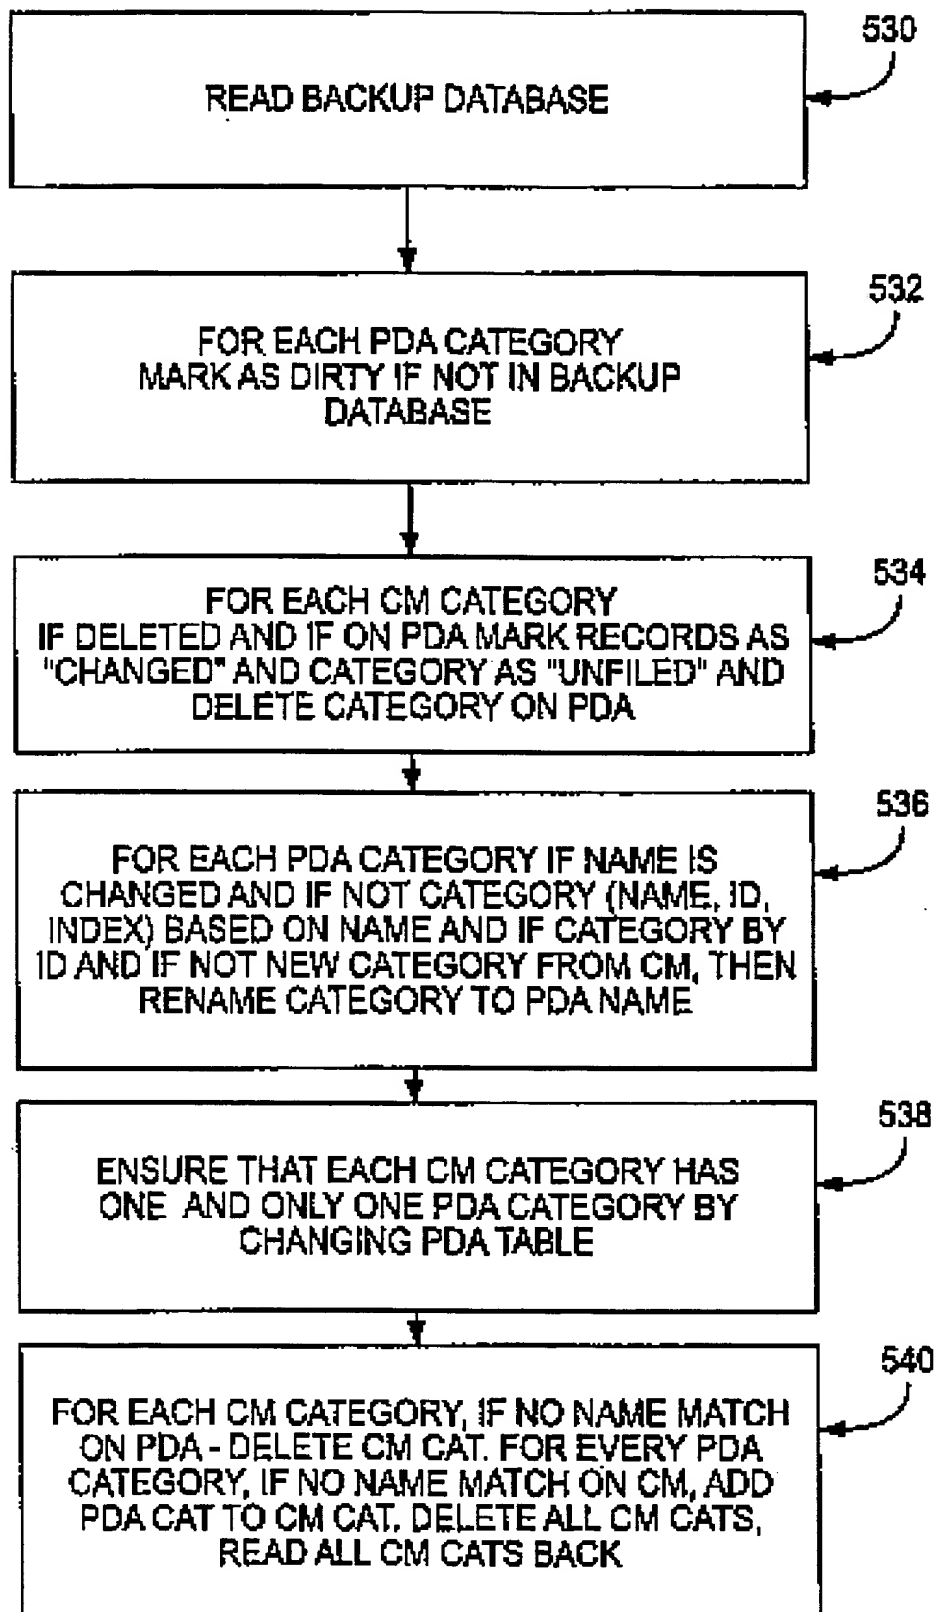 530
READ BACKUP DATABASE
532
FOR EACH PDA CATEGORY
MARK AS DIRTY IF NOT IN BACKUP
DATABASE
534
FOR EACH CM CATEGORY
IF DELETED AND IF ON PDA MARK RECORDS AS
"CHANGED" AND CATEGORY AS "UNFILED" AND
DELETE CATEGORY ON PDA
536
FOR EACH PDA CATEGORY IF NAME IS
CHANGED AND IF NOT CATEGORY (NAME, ID,
INDEX) BASED ON NAME AND IF CATEGORY BY
ID AND IF NOT NEW CATEGORY FROM CM, THEN
RENAME CATEGORY TO PDA NAME
538
ENSURE THAT EACH CM CATEGORY HAS
ONE AND ONLY ONE PDA CATEGORY BY
CHANGING PDA TABLE
540
FOR EACH CM CATEGORY, IF NO NAME MATCH
ON PDA - DELETE CM CAT. FOR EVERY PDA
CATEGORY, IF NO NAME MATCH ON CM, ADD
PDA CAT TO CM CAT. DELETE ALL CM CATS,
READ ALL CM CATS BACK